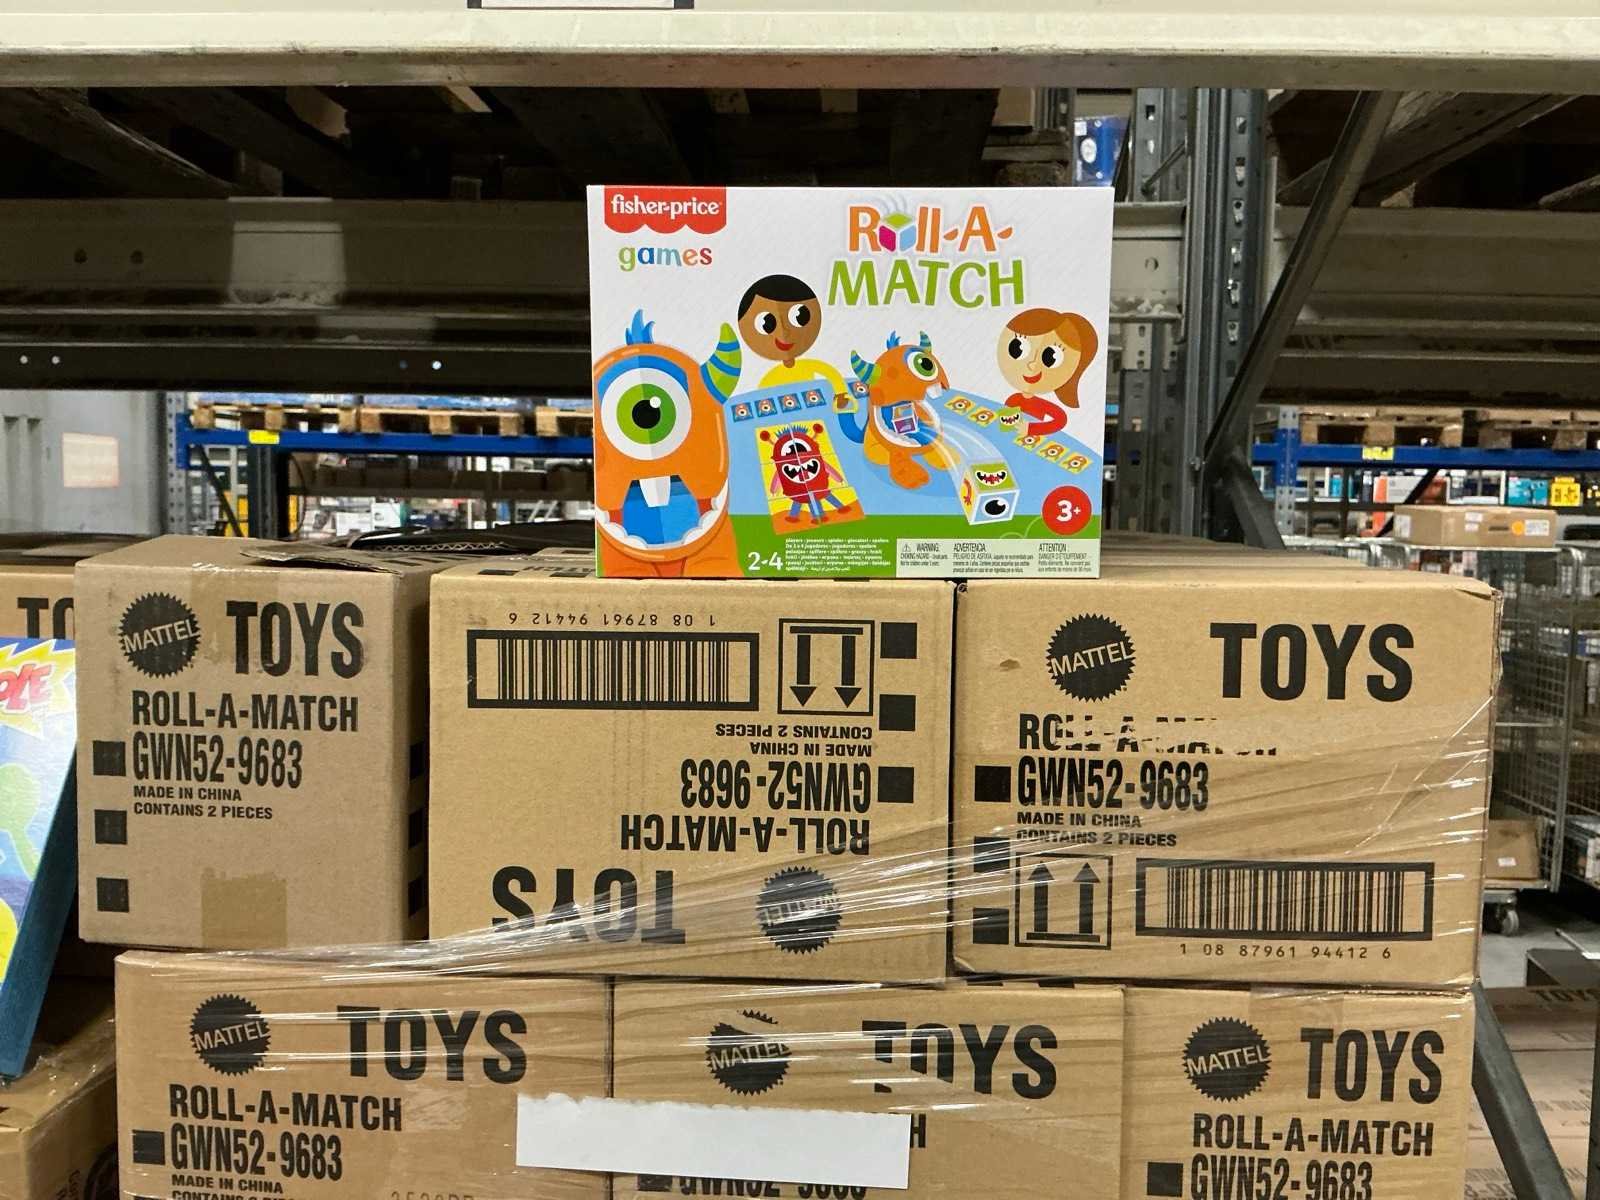 fisher-price
games
ROll-A-
MATCH
3+
2-4
WARNING:
ADVERTENCIA
ATTENTION :
MATTEL
TOYS
ROLL-A-MATCH
GWN52-9683
MADE IN CHINA
CONTAINS 2 PIECES
1 08 87961 94412 6
CONTAINS 2 PIECES
MADE IN CHINA
GWN52-9683
ROLL-A-MATCH
TOYS
MATTEL
MATTEL
TOYS
ROLL-A-MATCH
GWN52-9683
MADE IN CHINA
CONTAINS 2 PIECES
1 08 87961 94412 6
MATTEL
TOYS
ROLL-A-MATCH
GWN52-9683
MADE IN CHINA
MATTEL
TOYS
MATTEL
TOYS
ROLL-A-MATCH
GWN52-9683